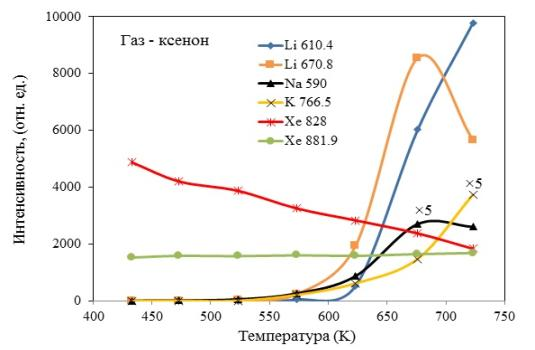 Газ - ксенон
Li 610.4
Li 670.8
Na 590
K 766.5
Xe 828
Xe 881.9
Интенсивность, (отн. ед.)
10000
8000
6000
4000
2000
0
×5
×5
400 450 500 550 600 650 700 750
Температура (К)